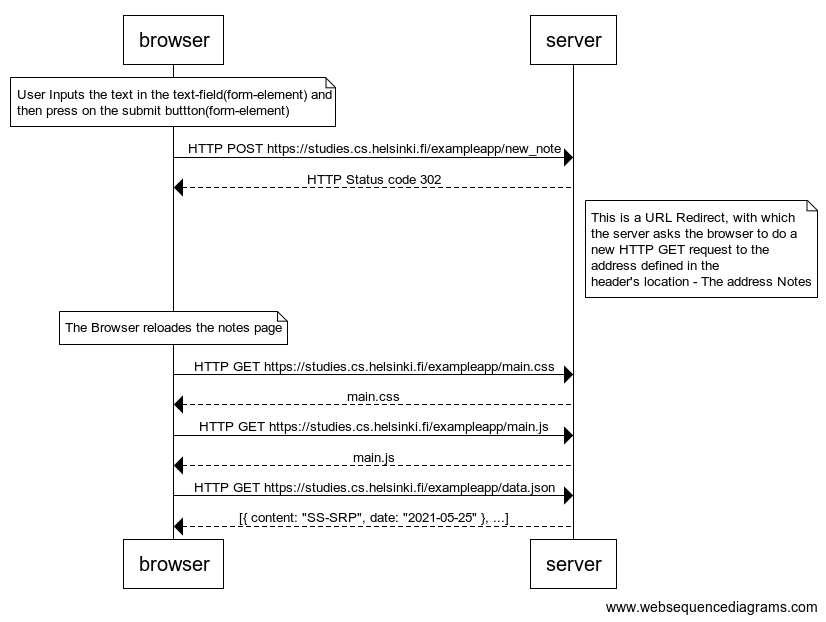 browser
server
User Inputs the text in the text-field(form-element) and
then press on the submit buttton(form-element)
HTTP POST https://studies.cs.helsinki.fi/exampleapp/new_note
HTTP Status code 302
This is a URL Redirect, with which
the server asks the browser to do a
new HTTP GET request to the
address defined in the
header's location - The address Notes
The Browser reloades the notes page
HTTP GET https://studies.cs.helsinki.fi/exampleapp/main.css
main.css
HTTP GET https://studies.cs.helsinki.fi/exampleapp/main.js
main.js
HTTP GET https://studies.cs.helsinki.fi/exampleapp/data.json
[{ content: "SS-SRP", date: "2021-05-25" }, ...]
browser
server
www.websequencediagrams.com